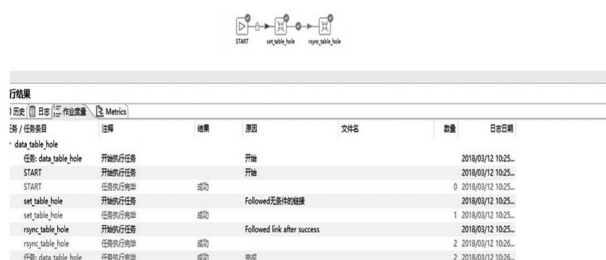 START set_table_hole rsync_table_hole
行结果
历史 日志 作业度量 Metrics
任务 / 任务条目 注释 结果 原因 文件名 数量 日志日期
data_table_hole
任务: data_table_hole 开始执行任务 开始 2018/03/12 10:25...
START 开始执行任务 开始 2018/03/12 10:25...
START 任务执行完毕 成功 0 2018/03/12 10:25...
set_table_hole 开始执行任务 Followed无条件的链接 2018/03/12 10:25...
set_table_hole 任务执行完毕 成功 1 2018/03/12 10:25...
rsync_table_hole 开始执行任务 Followed link after success 2018/03/12 10:25...
rsync_table_hole 任务执行完毕 成功 2 2018/03/12 10:26...
任务: data_table_hole 任务执行完毕 成功 完成 2 2018/03/12 10:26...